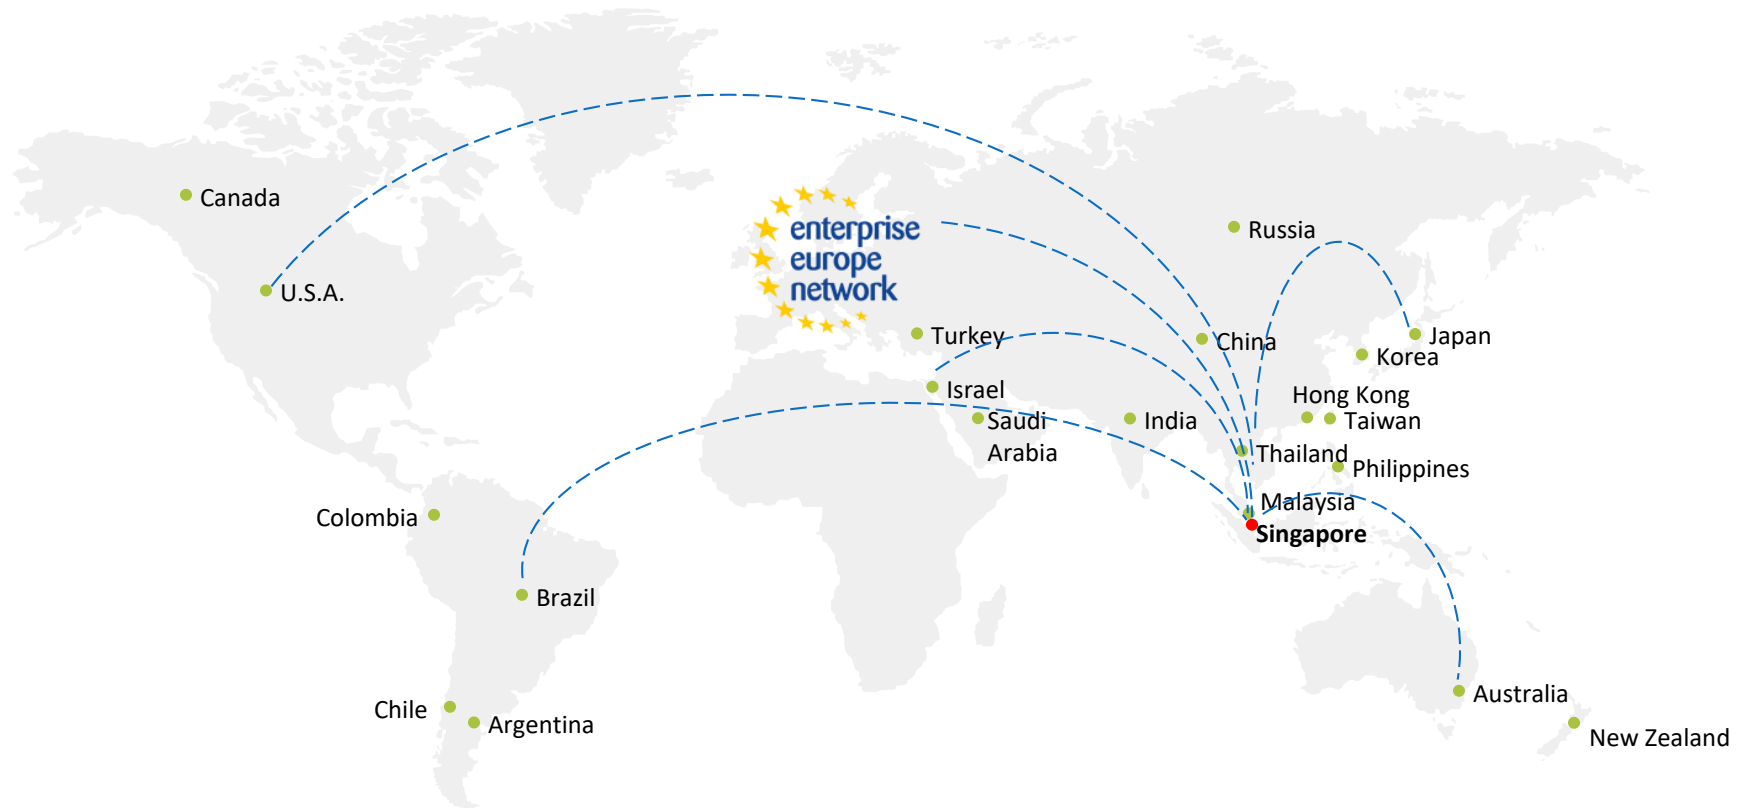 Canada
enterprise
europe
network
Russia
U.S.A.
Turkey
China
Japan
Korea
Israel
Hong Kong
Saudi
Arabia
India
Taiwan
Thailand
Philippines
Malaysia
Colombia
Singapore
Brazil
Australia
Chile
Argentina
New Zealand